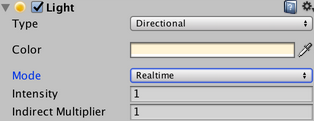 Light
Type Directional
Color
Mode Realtime
Intensity 1
Indirect Multiplier 1